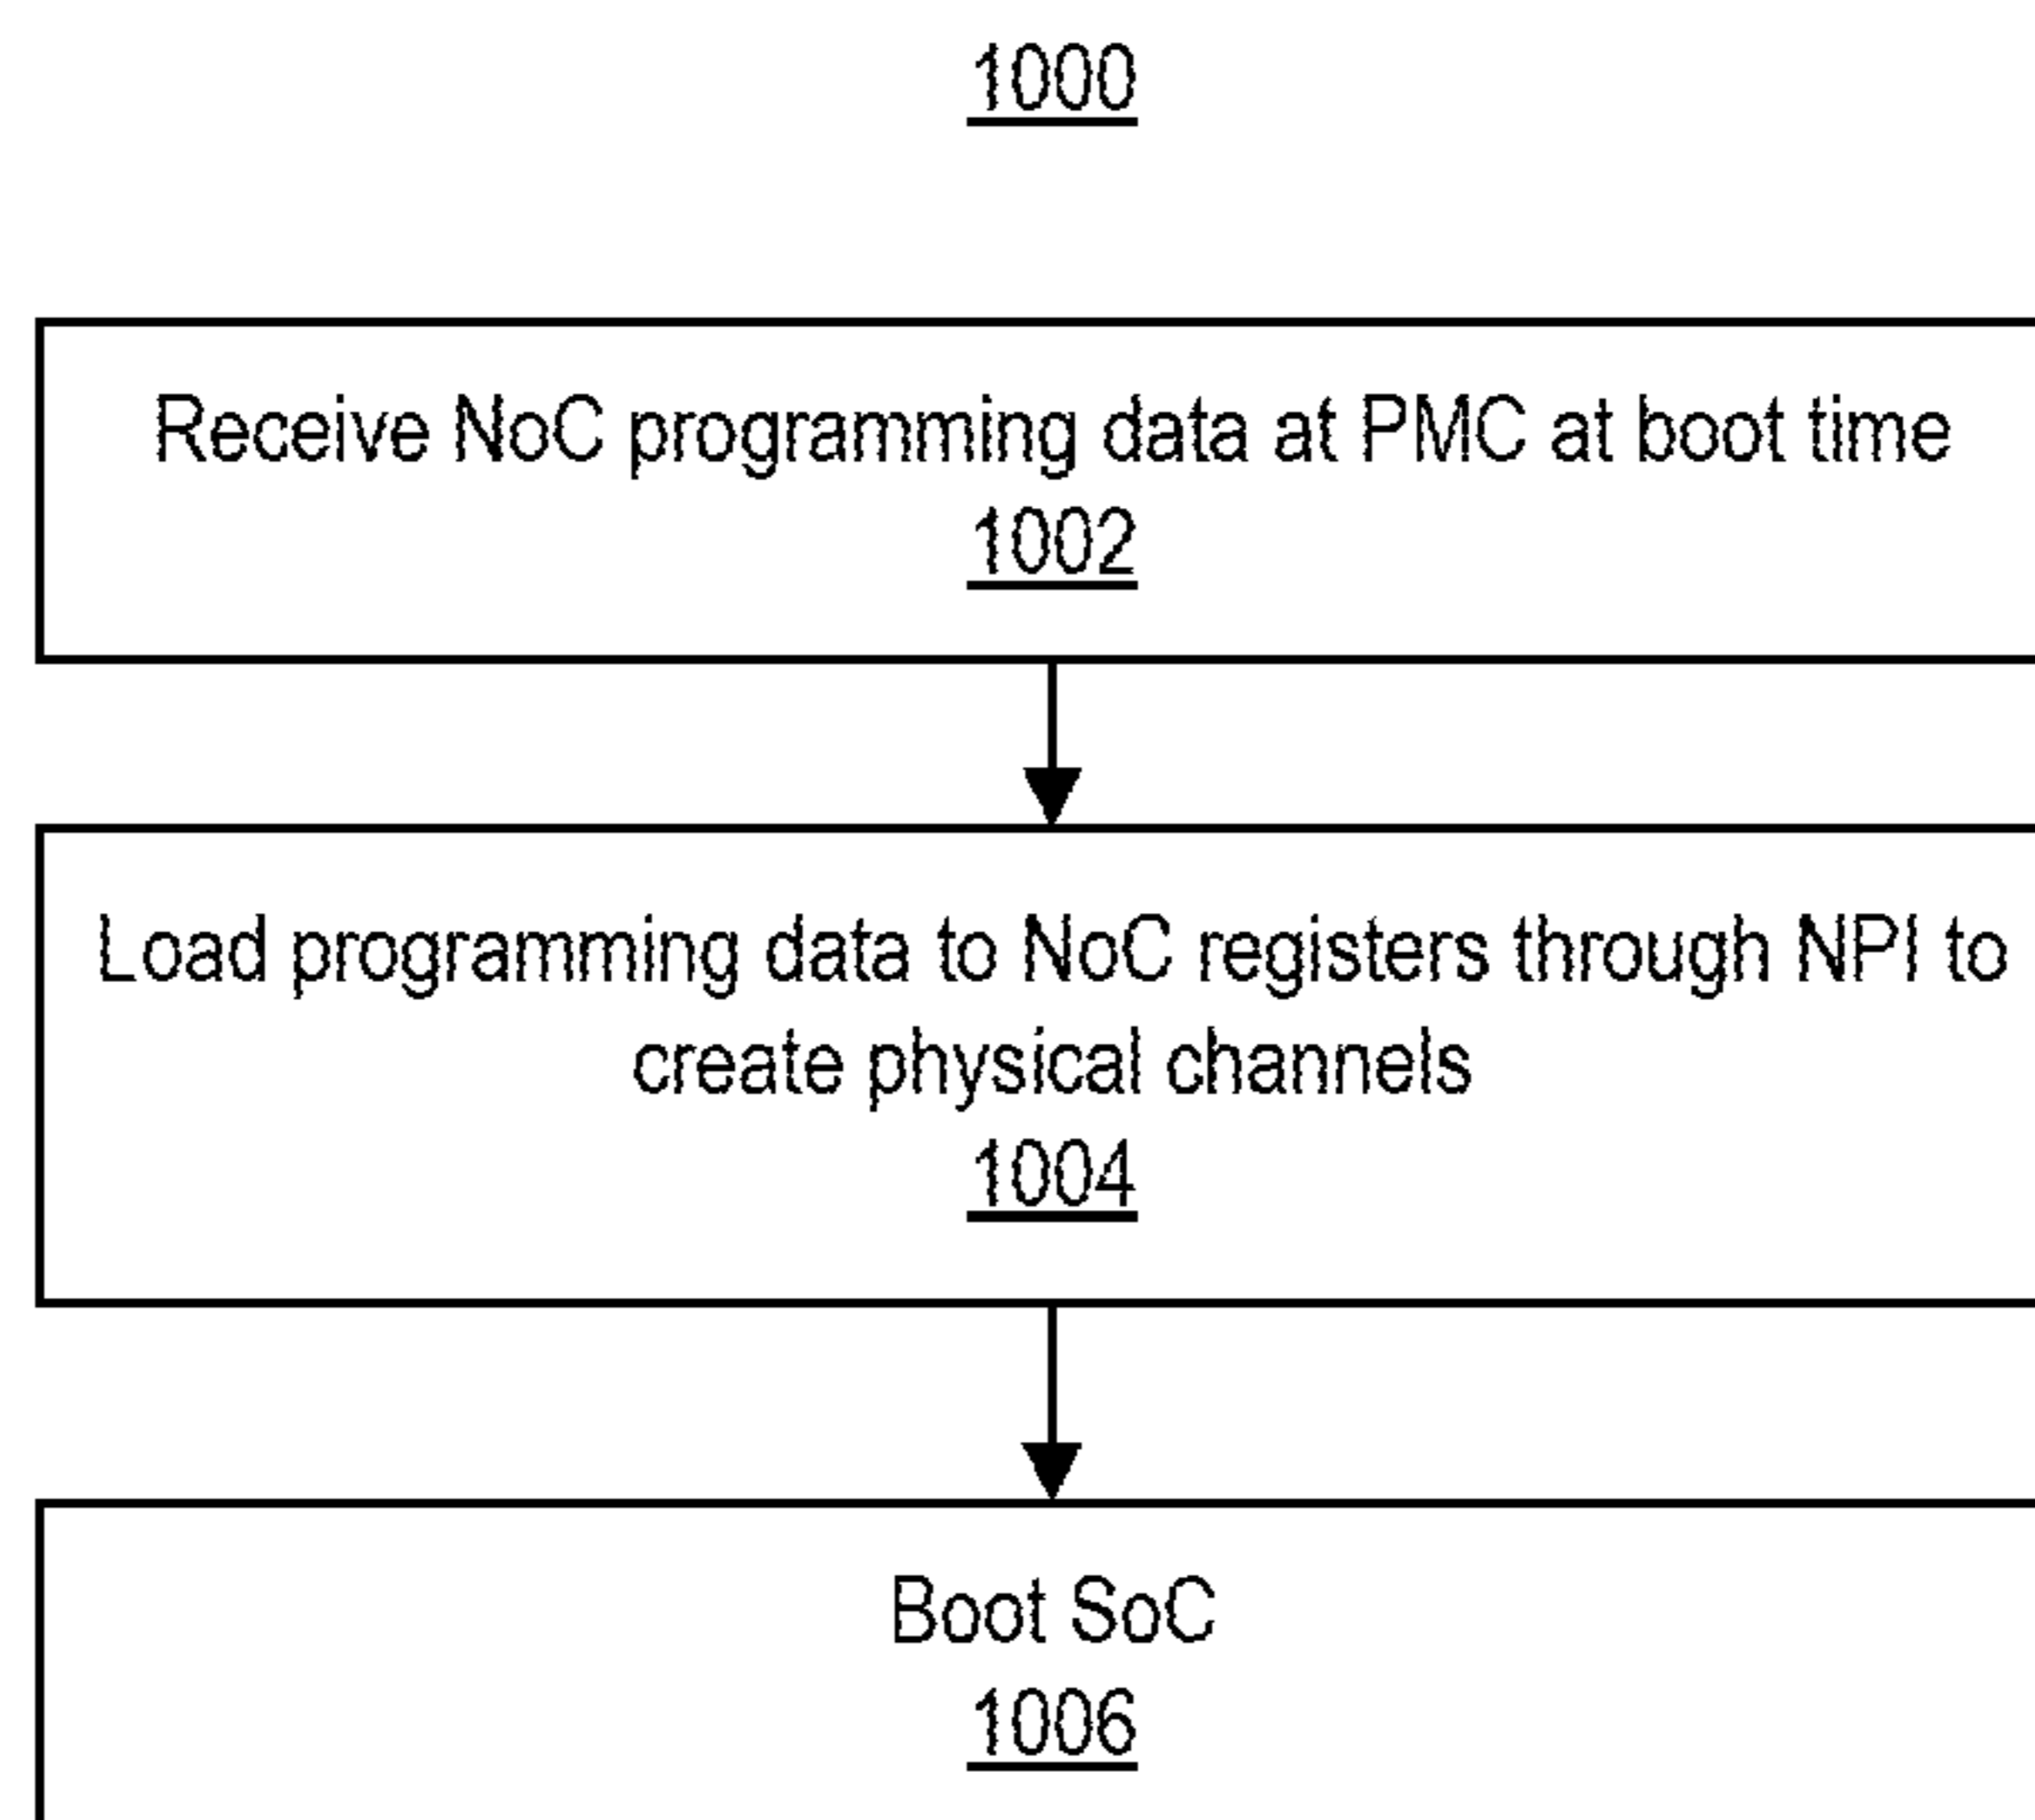 1000
Receive NoC programming data at PMC at boot time
1002
Load programming data to NoC registers through NPI to
create physical channels
1004
Boot SoC
1006